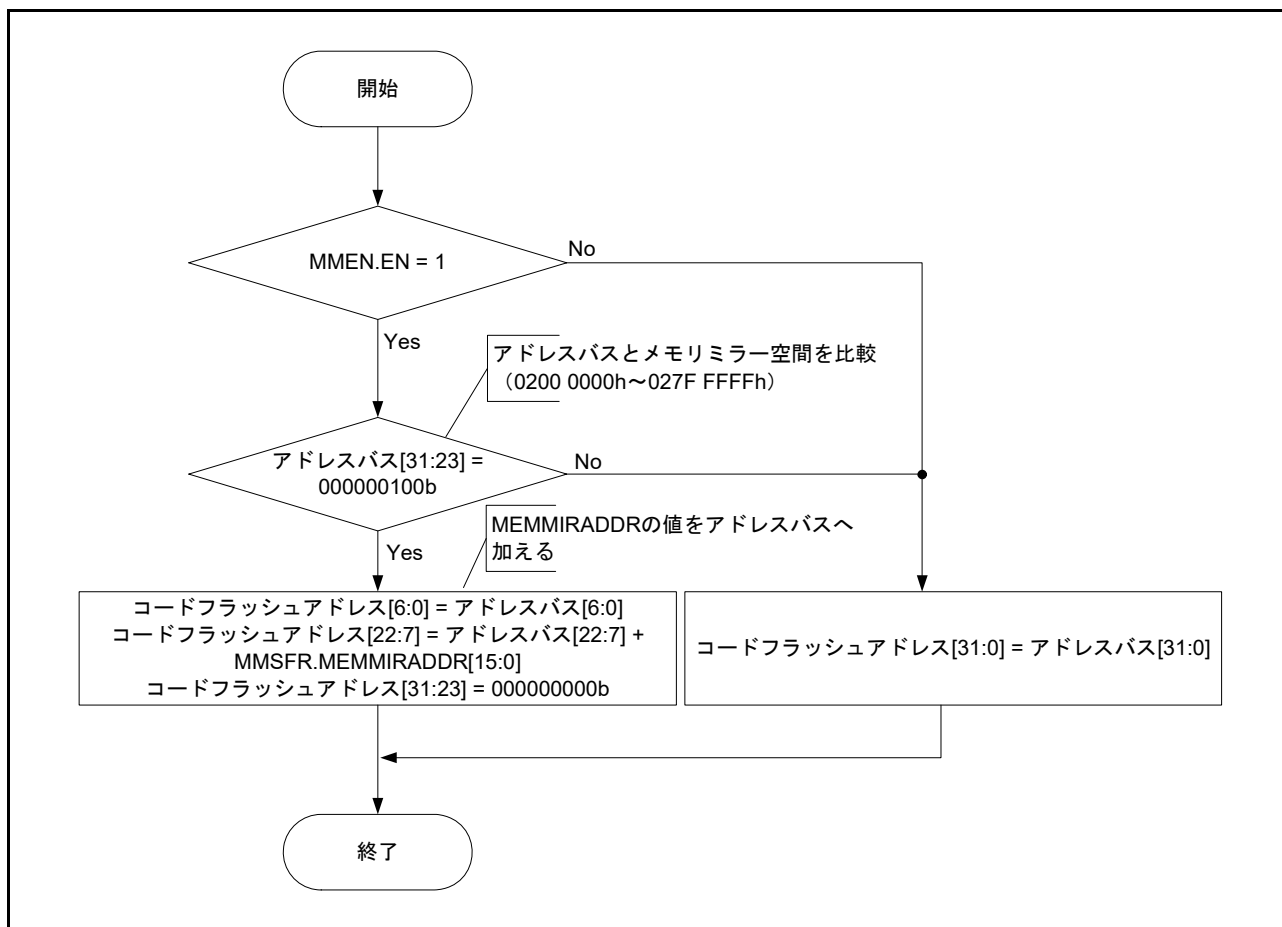 開始
MMEN.EN = 1
No
Yes
アドレスバスとメモリミラー空間を比較
（0200 0000h～027F FFFFh）
アドレスバス[31:23] =
000000100b
No
MEMMIRADDRの値をアドレスバスへ
加える
Yes
コードフラッシュアドレス[6:0] = アドレスバス[6:0]
コードフラッシュアドレス[22:7] = アドレスバス[22:7] +
MMSFR.MEMMIRADDR[15:0]
コードフラッシュアドレス[31:23] = 000000000b
コードフラッシュアドレス[31:0] = アドレスバス[31:0]
終了